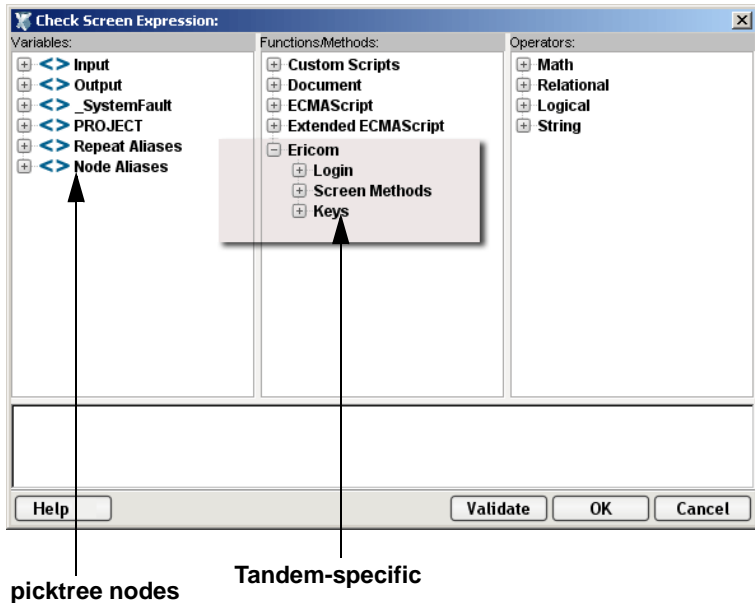 Check Screen Expression:
Variables:
<> Input
<> Output
<> _SystemFault
<> PROJECT
<> Repeat Aliases
<> Node Aliases
Functions/Methods:
Custom Scripts
Document
ECMAScript
Extended ECMAScript
Ericom
Login
Screen Methods
Keys
Operators:
Math
Relational
Logical
String
Help
Validate
OK
Cancel
picktree nodes
Tandem-specific